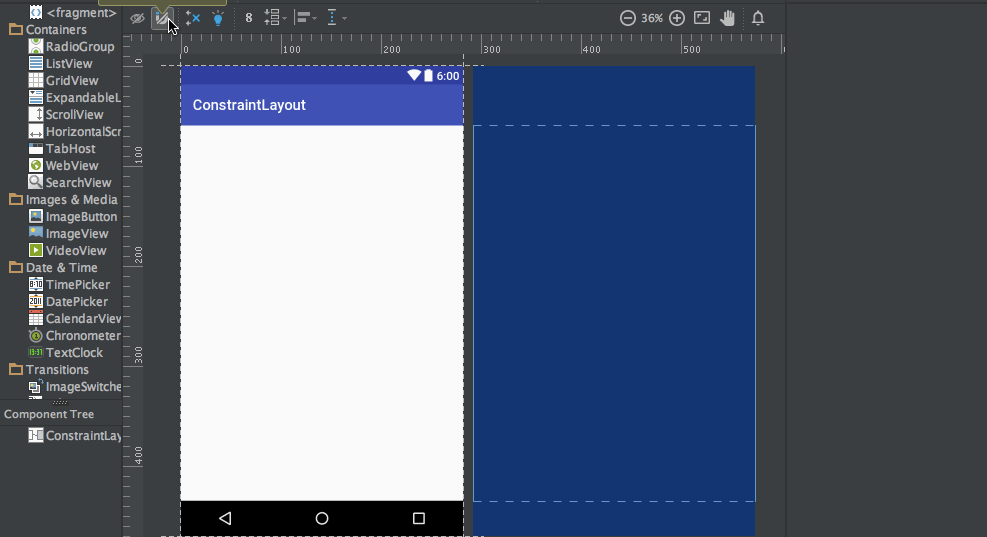 <fragment>
Containers
RadioGroup
ListView
GridView
ExpandableL
ScrollView
HorizontalScr
TabHost
WebView
SearchView
Images & Media
ImageButton
ImageView
VideoView
Date & Time
TimePicker
DatePicker
CalendarView
Chronometer
TextClock
Transitions
ImageSwitche
Component Tree
ConstraintLay
8
36%
0 100 200 300 400 500
0
100
200
300
400
6:00
ConstraintLayout